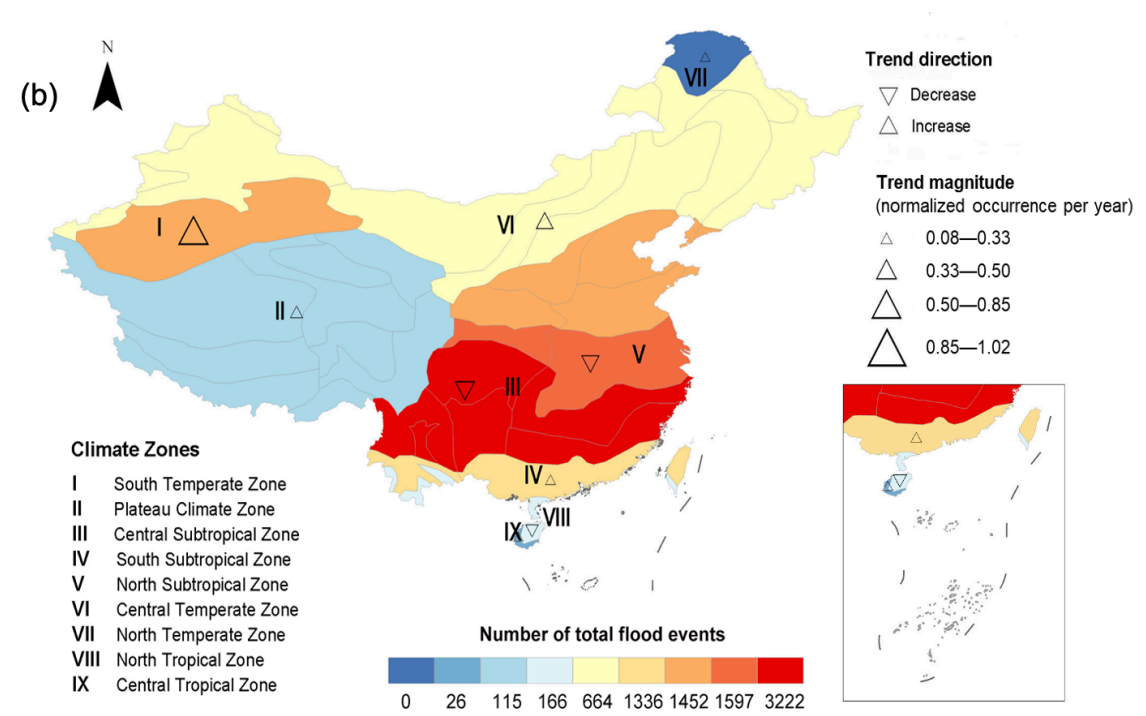 N
(b)
VII
Trend direction
Decrease
Increase
Trend magnitude
(normalized occurrence per year)
0.08—0.33
0.33—0.50
0.50—0.85
0.85—1.02
I
VI
II
V
III
IV
VIII
IX
Climate Zones
I South Temperate Zone
II Plateau Climate Zone
III Central Subtropical Zone
IV South Subtropical Zone
V North Subtropical Zone
VI Central Temperate Zone
VII North Temperate Zone
VIII North Tropical Zone
IX Central Tropical Zone
Number of total flood events
0 26 115 166 664 1336 1452 1597 3222